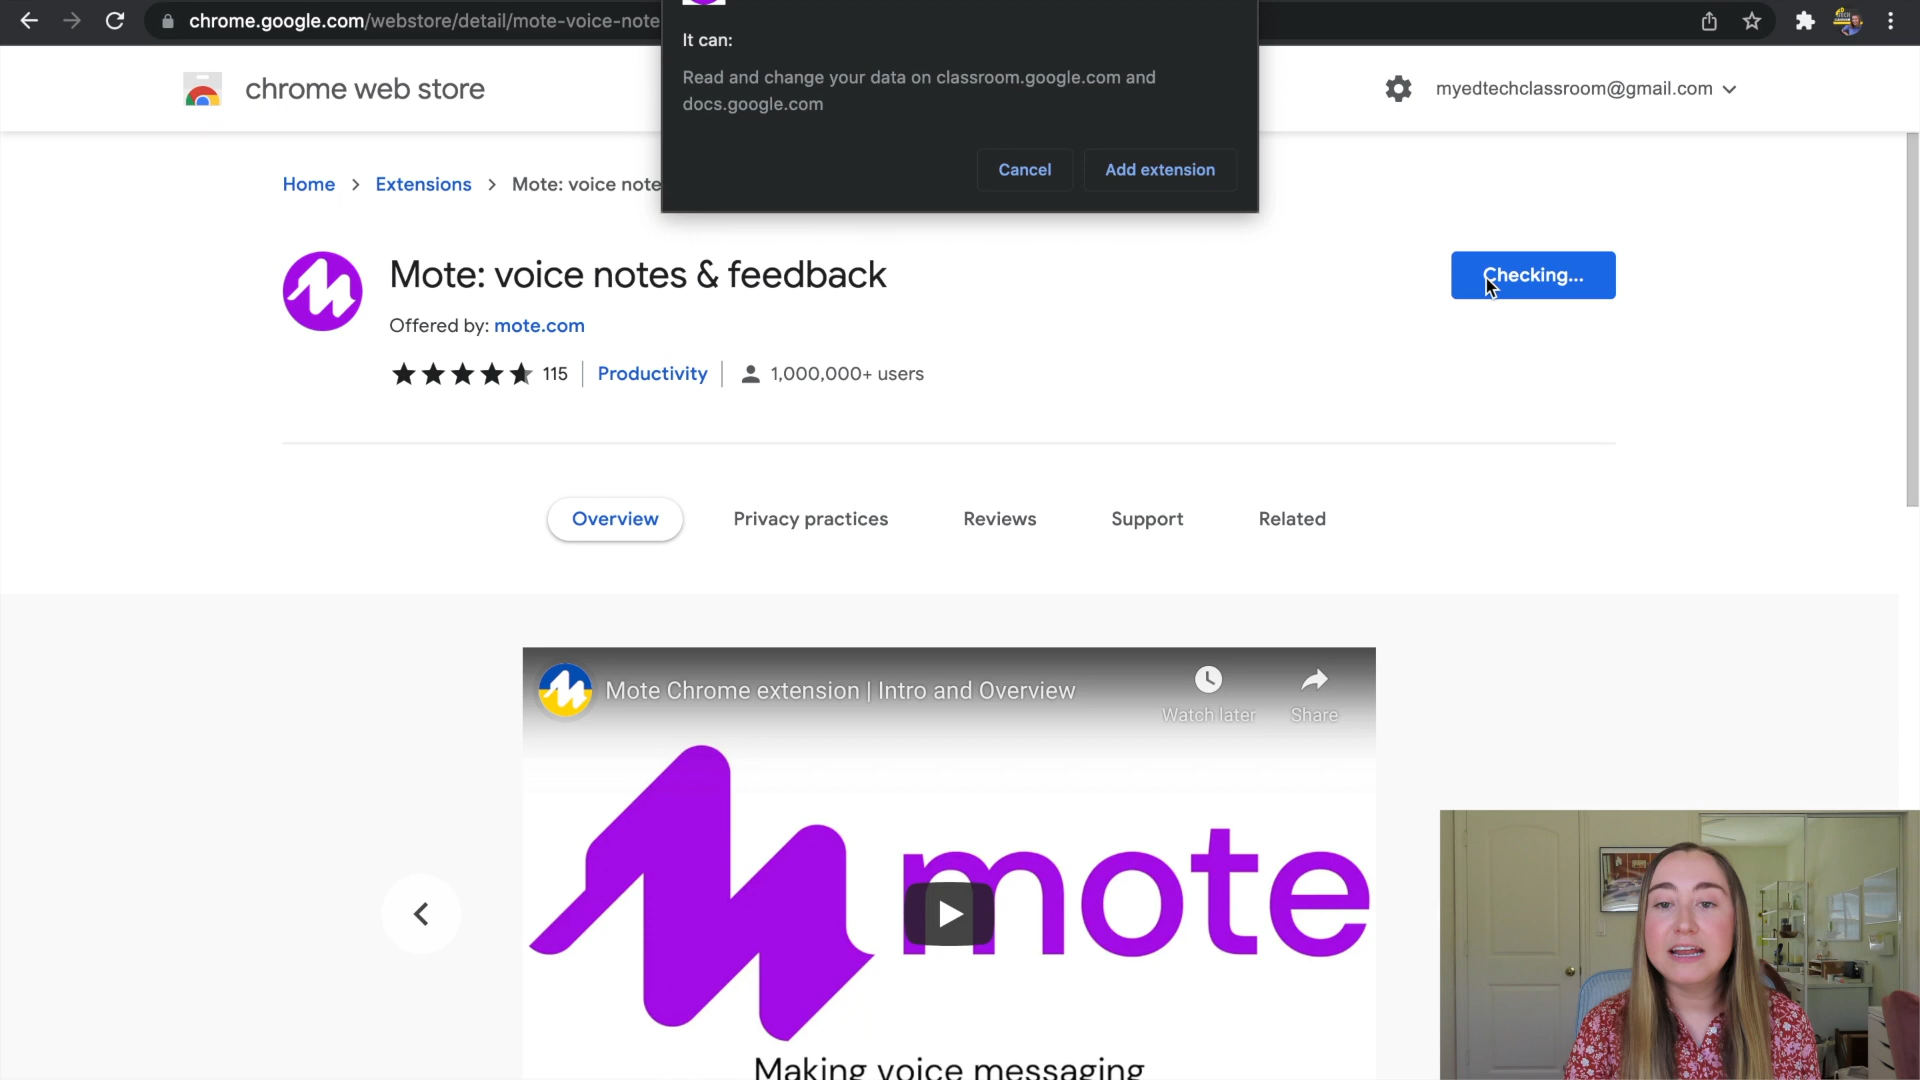 chrome.google.com/webstore/detail/mote-voice-note
It can:
Read and change your data on classroom.google.com and
docs.google.com
Cancel
Add extension
chrome web store
myedtechclassroom@gmail.com
Home > Extensions > Mote: voice note
Mote: voice notes & feedback
Checking...
Offered by: mote.com
115
Productivity
1,000,000+ users
Overview
Privacy practices
Reviews
Support
Related
Mote Chrome extension | Intro and Overview
Watch later
Share
mote
Making voice messaging